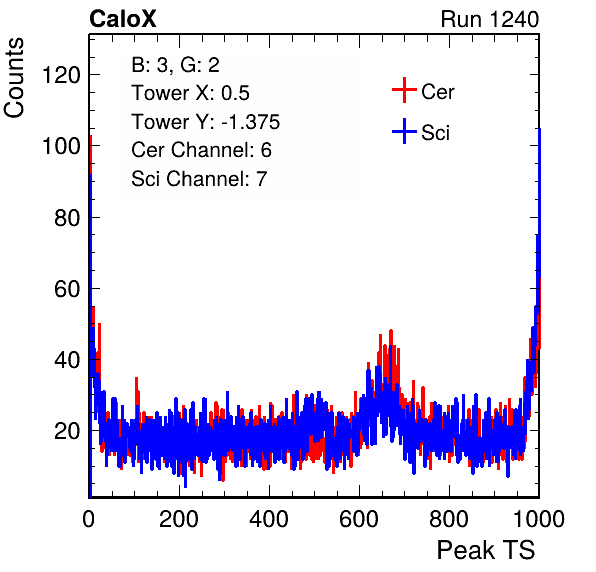 CaloX Run 1240
Counts
B: 3, G: 2
Tower X: 0.5
Tower Y: -1.375
Cer Channel: 6
Sci Channel: 7
Cer
Sci
120
100
80
60
40
20
0 200 400 600 800 1000
Peak TS